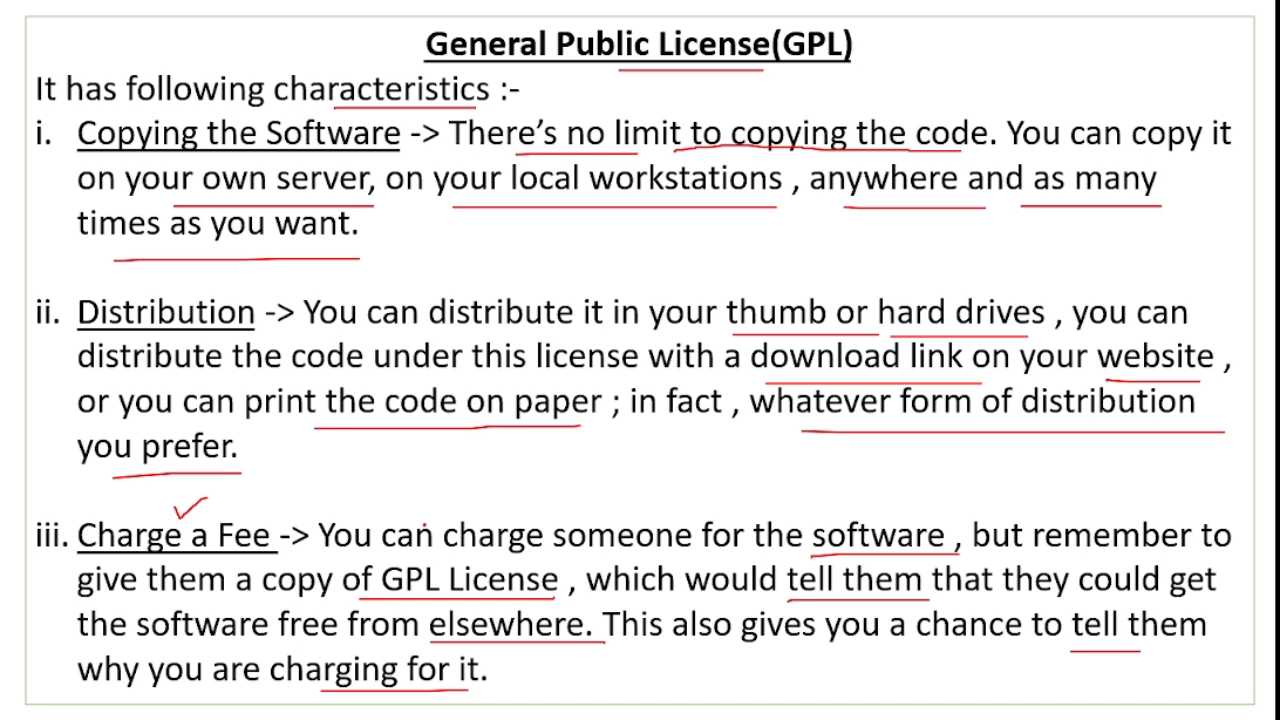 General Public License(GPL)
It has following characteristics :-
i. Copying the Software -> There’s no limit to copying the code. You can copy it
on your own server, on your local workstations , anywhere and as many
times as you want.
ii. Distribution -> You can distribute it in your thumb or hard drives , you can
distribute the code under this license with a download link on your website ,
or you can print the code on paper ; in fact , whatever form of distribution
you prefer.
iii. Charge a Fee -> You can charge someone for the software , but remember to
give them a copy of GPL License , which would tell them that they could get
the software free from elsewhere. This also gives you a chance to tell them
why you are charging for it.